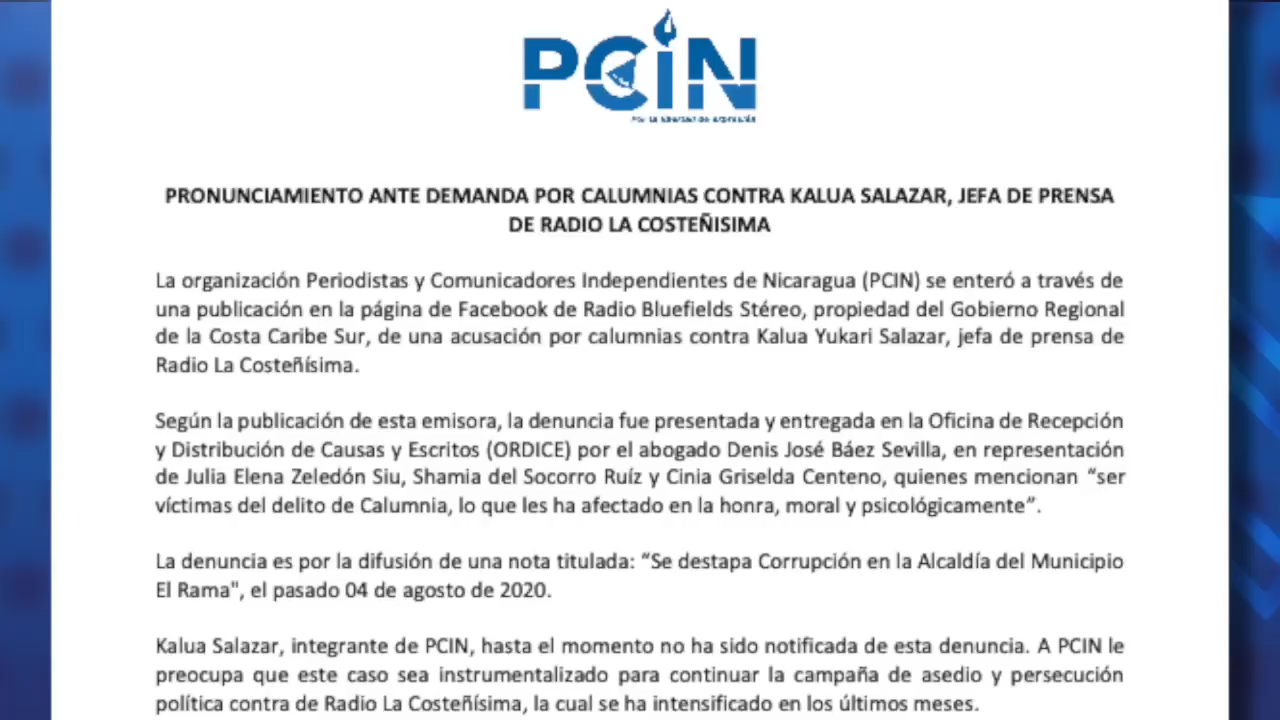 PCiN
PRONUNCIAMIENTO ANTE DEMANDA POR CALUMNIAS CONTRA KALUA SALAZAR, JEFA DE PRENSA
DE RADIO LA COSTEÑISIMA
La organización Periodistas y Comunicadores Independientes de Nicaragua (PCIN) se enteró a través de
una publicación en la página de Facebook de Radio Bluefields Stéreo, propiedad del Gobierno Regional
de la Costa Caribe Sur, de una acusación por calumnias contra Kalua Yukari Salazar, jefa de prensa de
Radio La Costeñísima.
Según la publicación de esta emisora, la denuncia fue presentada y entregada en la Oficina de Recepción
y Distribución de Causas y Escritos (ORDICE) por el abogado Denis José Báez Sevilla, en representación
de Julia Elena Zeledón Siu, Shamia del Socorro Ruíz y Cinia Griselda Centeno, quienes mencionan “ser
víctimas del delito de Calumnia, lo que les ha afectado en la honra, moral y psicológicamente”.
La denuncia es por la difusión de una nota titulada: “Se destapa Corrupción en la Alcaldía del Municipio
El Rama", el pasado 04 de agosto de 2020.
Kalua Salazar, integrante de PCIN, hasta el momento no ha sido notificada de esta denuncia. A PCIN le
preocupa que este caso sea instrumentalizado para continuar la campaña de asedio y persecución
política contra de Radio La Costeñísima, la cual se ha intensificado en los últimos meses.